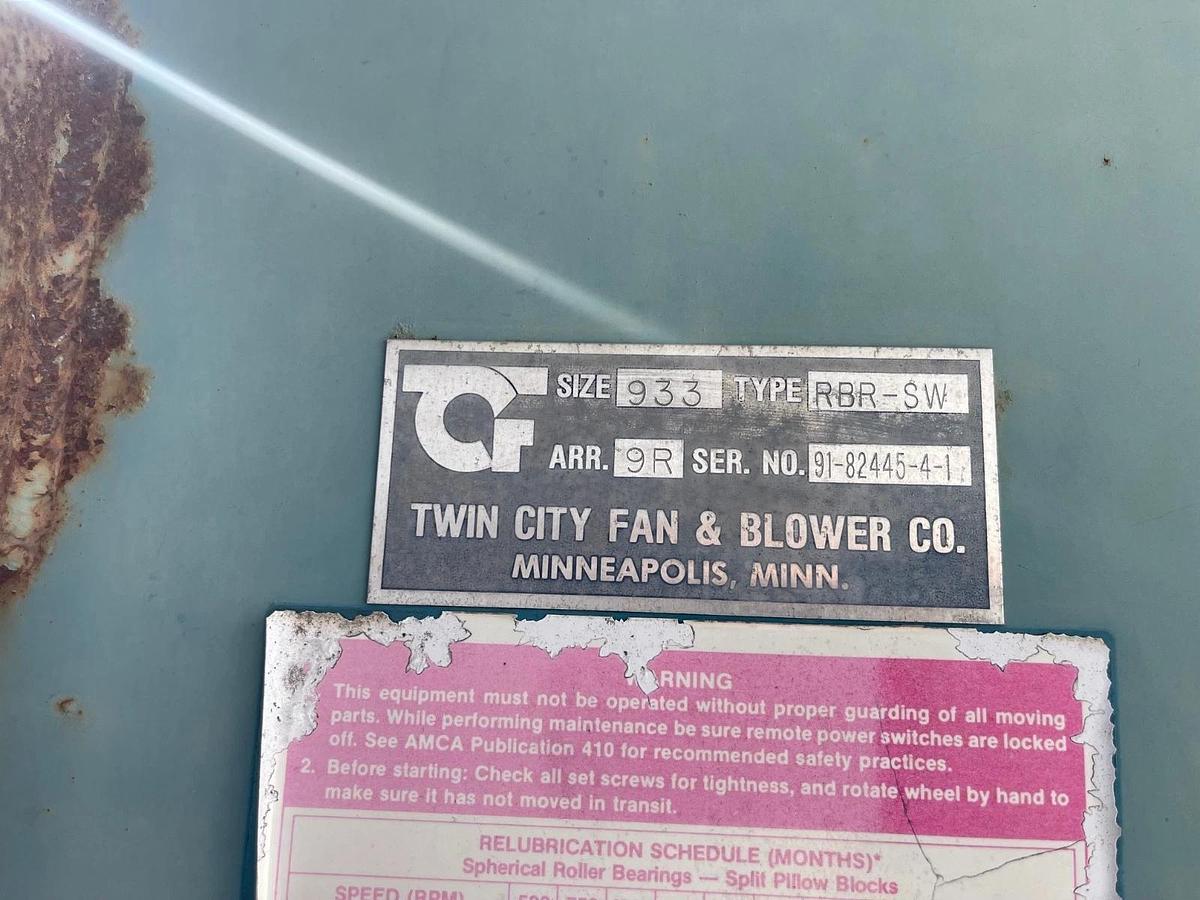 SIZE 933 TYPE RBR-SW
ARR. 9R SER. NO. 91-82445-4-1
TWIN CITY FAN & BLOWER CO.
MINNEAPOLIS, MINN.
RNING
This equipment must not be operated without proper guarding of all moving
parts. While performing maintenance be sure remote power switches are locked
off. See AMCA Publication 410 for recommended safety practices.
2. Before starting: Check all set screws for tightness, and rotate wheel by hand to
make sure it has not moved in transit.
RELUBRICATION SCHEDULE (MONTHS)*
Spherical Roller Bearings — Split Pillow Blocks
SPEED (RPM)